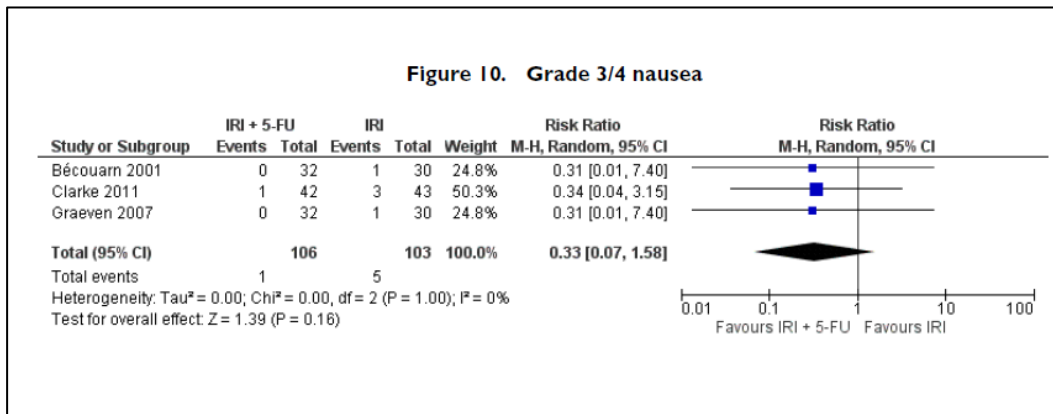 Figure 10. Grade 3/4 nausea
IRI + 5-FU IRI Risk Ratio Risk Ratio
Study or Subgroup Events Total Events Total Weight M-H, Random, 95% CI M-H, Random, 95% CI
Bécouarn 2001 0 32 1 30 24.8% 0.31 [0.01, 7.40]
Clarke 2011 1 42 3 43 50.3% 0.34 [0.04, 3.15]
Graeven 2007 0 32 1 30 24.8% 0.31 [0.01, 7.40]
Total (95% CI) 106 103 100.0% 0.33 [0.07, 1.58]
Total events 1 5
Heterogeneity: Tau² = 0.00; Chi² = 0.00, df = 2 (P = 1.00); I² = 0%
Test for overall effect: Z = 1.39 (P = 0.16)
0.01 0.1 1 10 100
Favours IRI + 5-FU Favours IRI